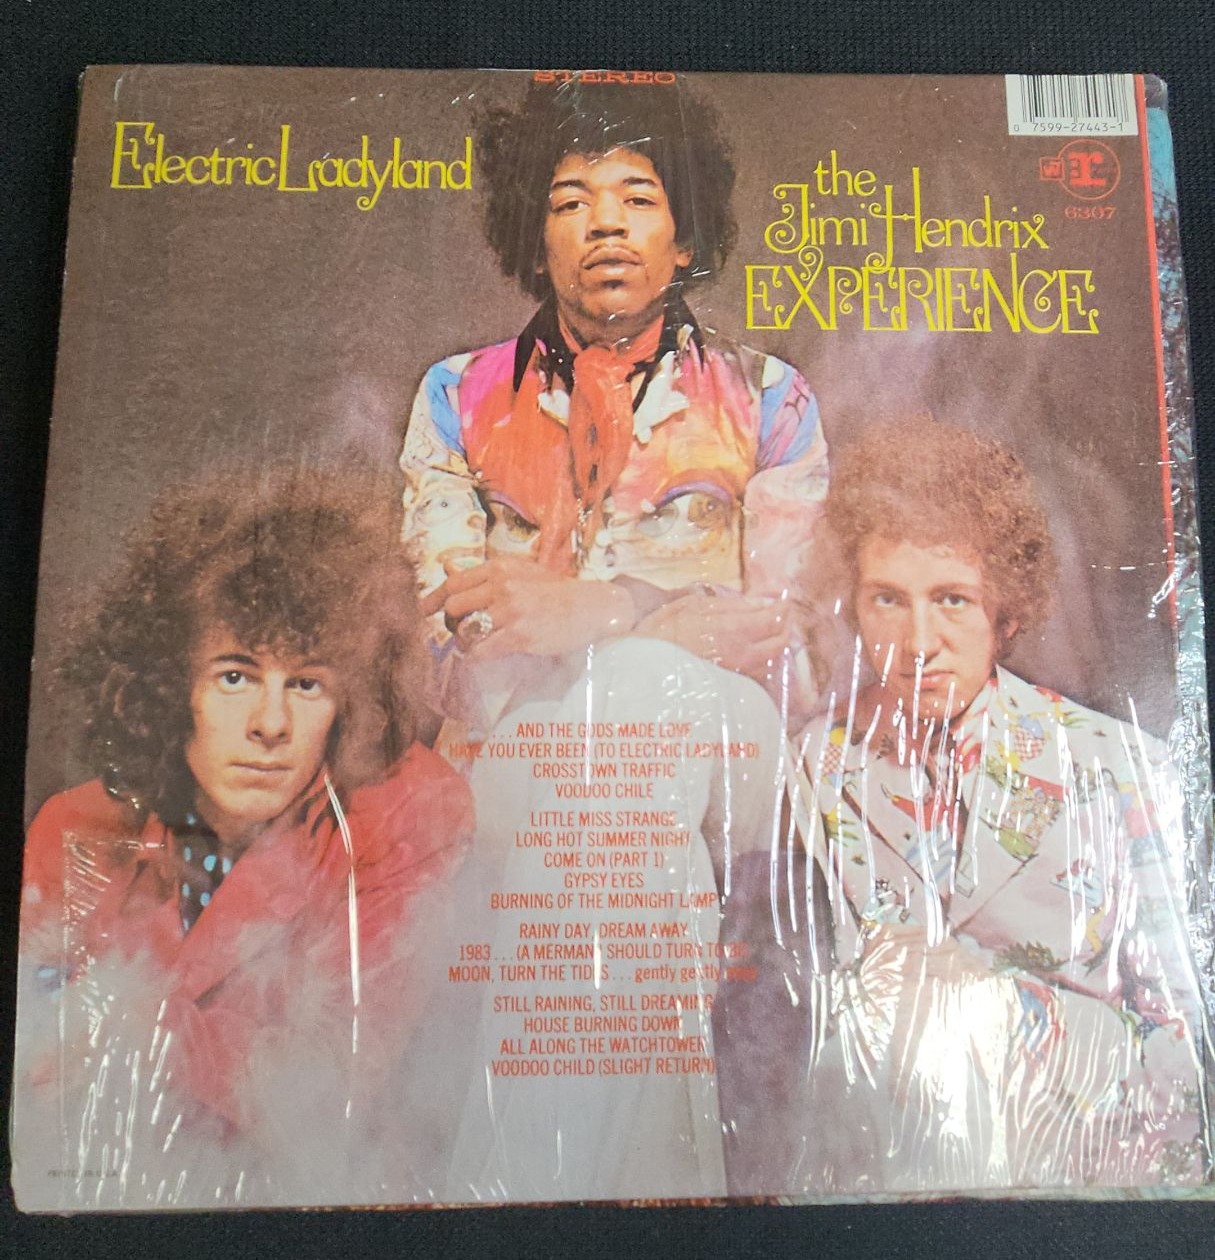 STEREO
Electric Ladyland
the
Jimi Hendrix
EXPERIENCE
0 7599-27443-1
W r
6307
...AND THE GODS MADE LOVE
HAVE YOU EVER BEEN (TO ELECTRIC LADYLAND)
CROSSTOWN TRAFFIC
VOODOO CHILE
LITTLE MISS STRANGE
LONG HOT SUMMER NIGHT
COME ON (PART 1)
GYPSY EYES
BURNING OF THE MIDNIGHT LAMP
RAINY DAY, DREAM AWAY
1983...(A MERMAN I SHOULD TURN TO BE)
MOON, TURN THE TIDES...gently gently
STILL RAINING, STILL DREAMING
HOUSE BURNING DOWN
ALL ALONG THE WATCHTOWER
VOODOO CHILD (SLIGHT RETURN)
PRINTED IN U.S.A.